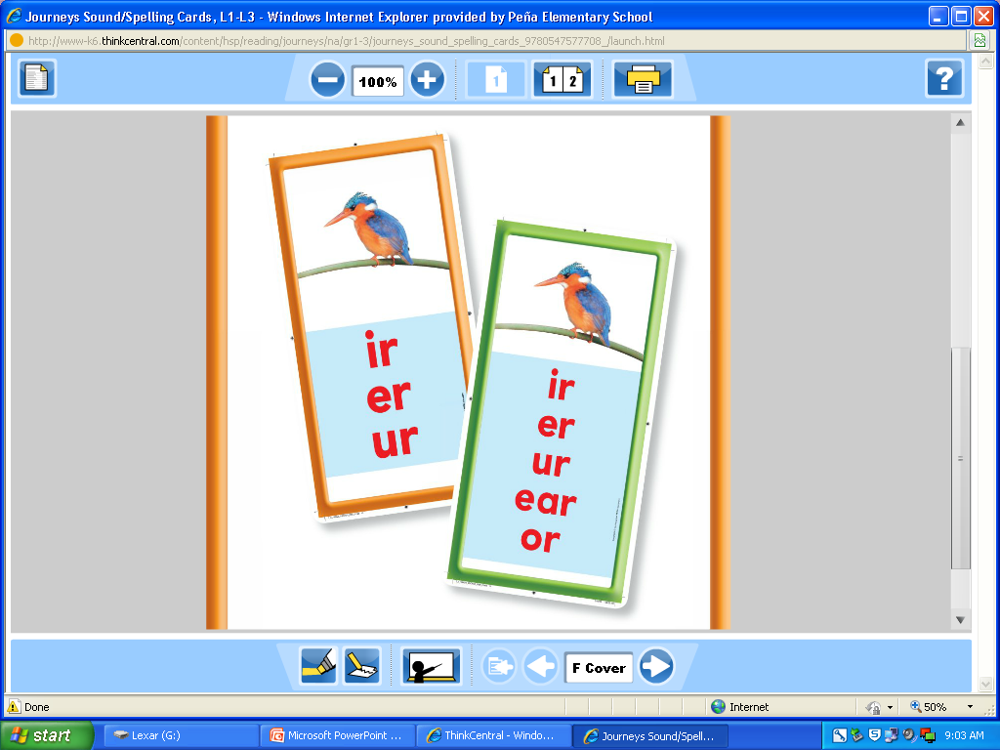 Journeys Sound/Spelling Cards, L1-L3 - Windows Internet Explorer provided by Peña Elementary School
http://www-k6.thinkcentral.com/content/hsp/reading/journeys/na/gr1-3/journeys_sound_spelling_cards_9780547577708_/launch.html
100%
1
1 2
?
ir
er
ur
ir
er
ur
ear
or
F Cover
Done
Internet
50%
start
Lexar (G:)
Microsoft PowerPoint ...
ThinkCentral - Windo...
Journeys Sound/Spell...
9:03 AM